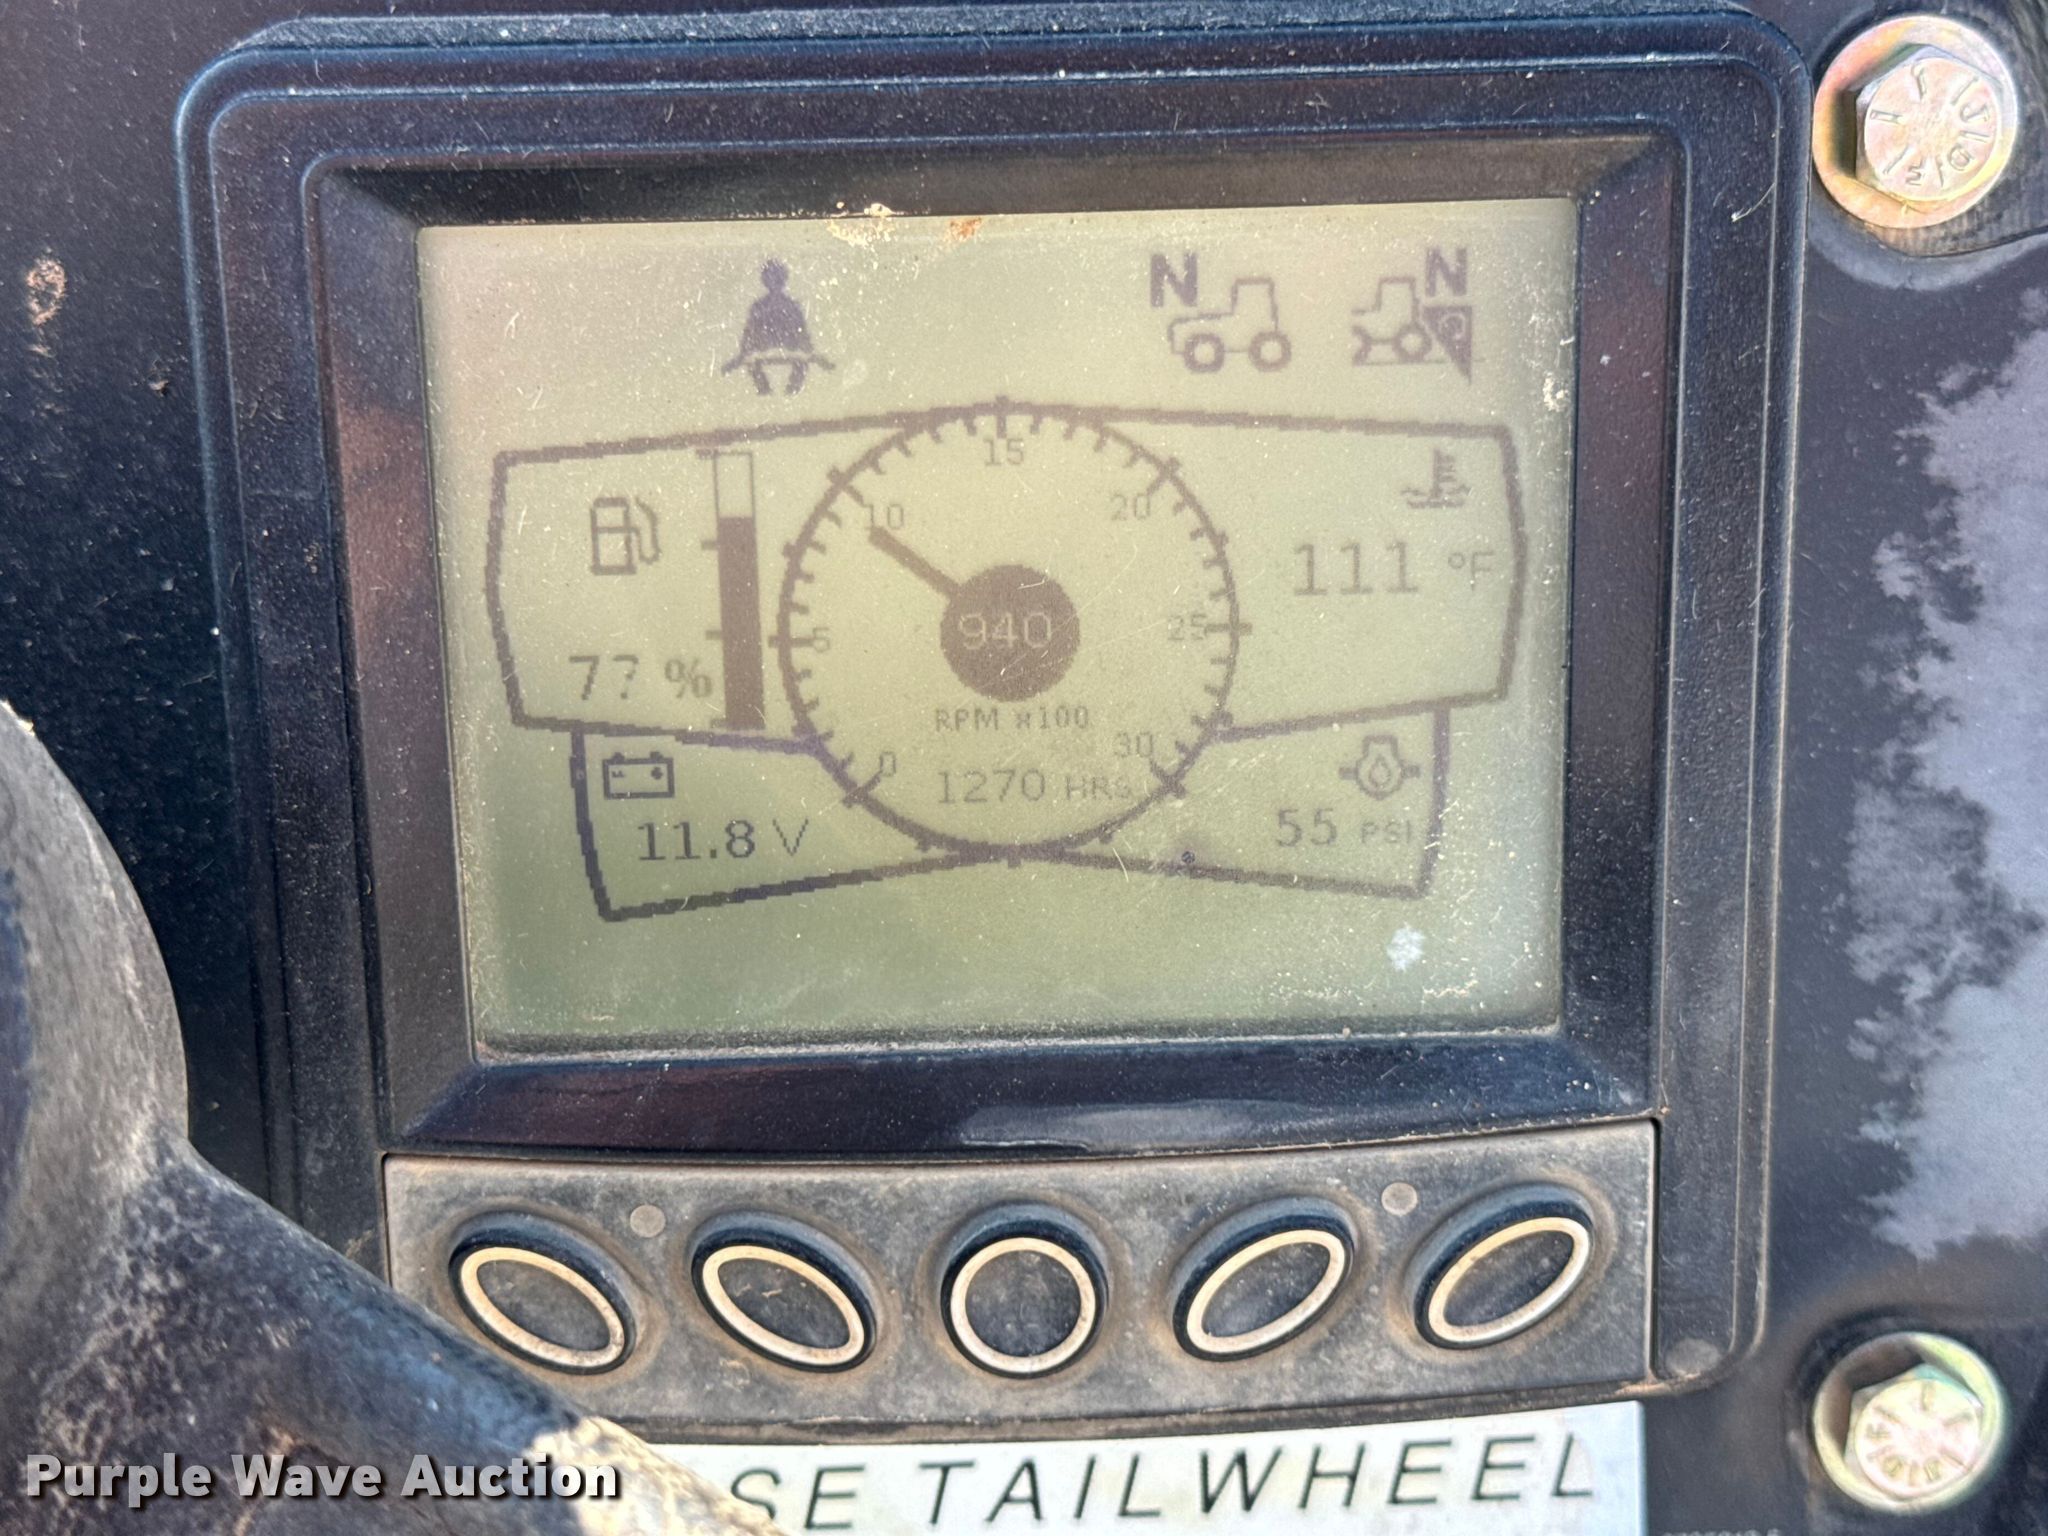 N
N
15
10
20
111 °F
940
5
25
7? %
RPM x100
0
30
1270 HRS
11.8 V
55 PSI
SE TAILWHEEL
Purple Wave Auction